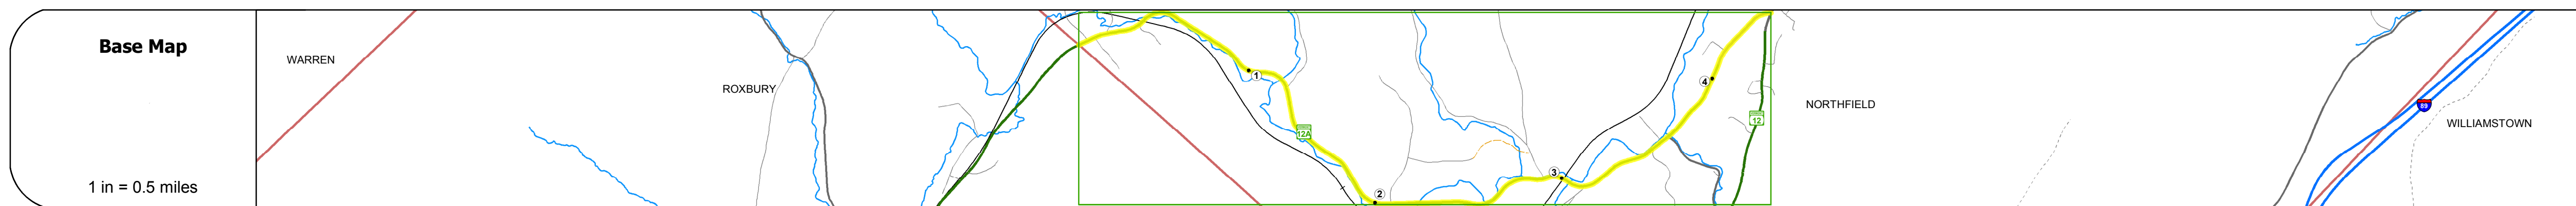 Base Map
WARREN
ROXBURY
1
4
12
NORTHFIELD
89
WILLIAMSTOWN
12A
3
1 in = 0.5 miles
2